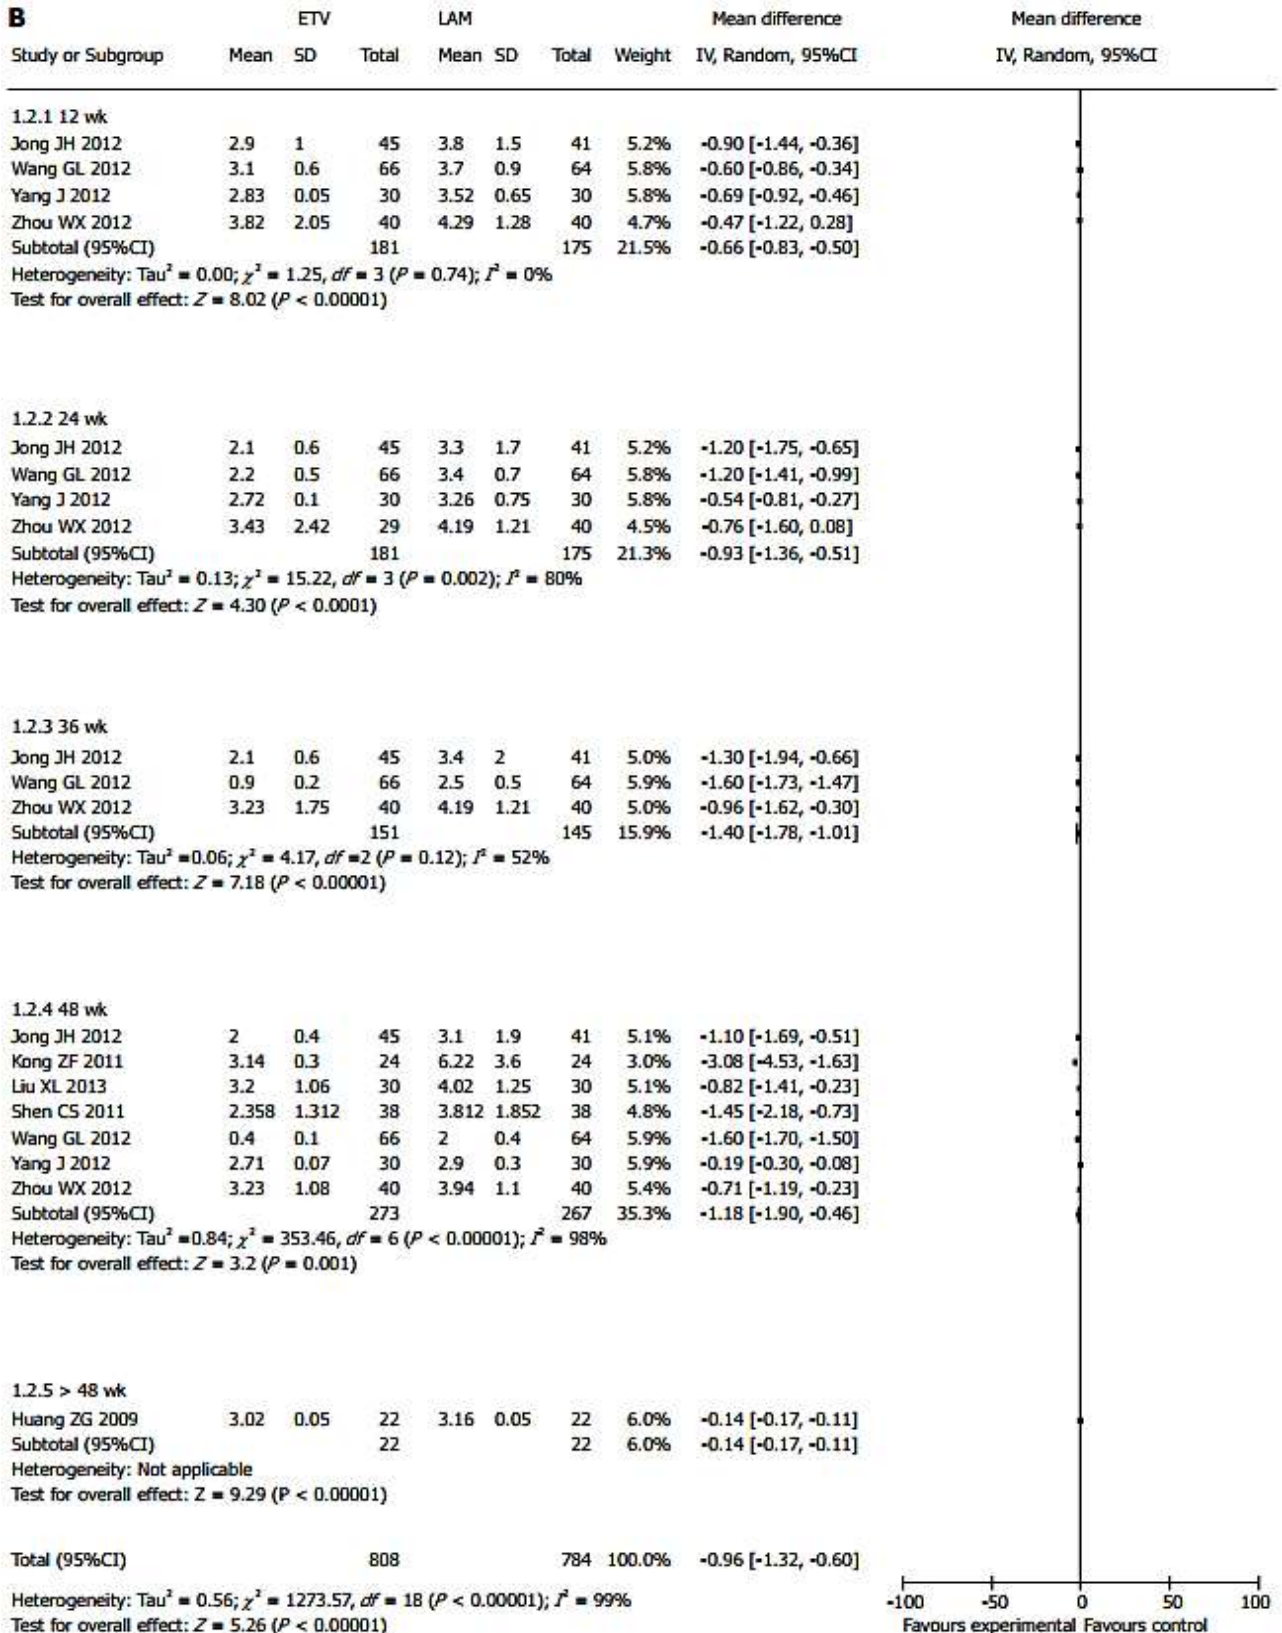 B
ETV LAM Mean difference Mean difference
Study or Subgroup Mean SD Total Mean SD Total Weight IV, Random, 95%CI IV, Random, 95%CI
1.2.1 12 wk
Jong JH 2012 2.9 1 45 3.8 1.5 41 5.2% -0.90 [-1.44, -0.36]
Wang GL 2012 3.1 0.6 66 3.7 0.9 64 5.8% -0.60 [-0.86, -0.34]
Yang J 2012 2.83 0.05 30 3.52 0.65 30 5.8% -0.69 [-0.92, -0.46]
Zhou WX 2012 3.82 2.05 40 4.29 1.28 40 4.7% -0.47 [-1.22, 0.28]
Subtotal (95%CI) 181 175 21.5% -0.66 [-0.83, -0.50]
Heterogeneity: Tau² = 0.00; χ² = 1.25, df = 3 (P = 0.74); I² = 0%
Test for overall effect: Z = 8.02 (P < 0.00001)
1.2.2 24 wk
Jong JH 2012 2.1 0.6 45 3.3 1.7 41 5.2% -1.20 [-1.75, -0.65]
Wang GL 2012 2.2 0.5 66 3.4 0.7 64 5.8% -1.20 [-1.41, -0.99]
Yang J 2012 2.72 0.1 30 3.26 0.75 30 5.8% -0.54 [-0.81, -0.27]
Zhou WX 2012 3.43 2.42 29 4.19 1.21 40 4.5% -0.76 [-1.60, 0.08]
Subtotal (95%CI) 181 175 21.3% -0.93 [-1.36, -0.51]
Heterogeneity: Tau² = 0.13; χ² = 15.22, df = 3 (P = 0.002); I² = 80%
Test for overall effect: Z = 4.30 (P < 0.0001)
1.2.3 36 wk
Jong JH 2012 2.1 0.6 45 3.4 2 41 5.0% -1.30 [-1.94, -0.66]
Wang GL 2012 0.9 0.2 66 2.5 0.5 64 5.9% -1.60 [-1.73, -1.47]
Zhou WX 2012 3.23 1.75 40 4.19 1.21 40 5.0% -0.96 [-1.62, -0.30]
Subtotal (95%CI) 151 145 15.9% -1.40 [-1.78, -1.01]
Heterogeneity: Tau² =0.06; χ² = 4.17, df =2 (P = 0.12); I² = 52%
Test for overall effect: Z = 7.18 (P < 0.00001)
1.2.4 48 wk
Jong JH 2012 2 0.4 45 3.1 1.9 41 5.1% -1.10 [-1.69, -0.51]
Kong ZF 2011 3.14 0.3 24 6.22 3.6 24 3.0% -3.08 [-4.53, -1.63]
Liu XL 2013 3.2 1.06 30 4.02 1.25 30 5.1% -0.82 [-1.41, -0.23]
Shen CS 2011 2.358 1.312 38 3.812 1.852 38 4.8% -1.45 [-2.18, -0.73]
Wang GL 2012 0.4 0.1 66 2 0.4 64 5.9% -1.60 [-1.70, -1.50]
Yang J 2012 2.71 0.07 30 2.9 0.3 30 5.9% -0.19 [-0.30, -0.08]
Zhou WX 2012 3.23 1.08 40 3.94 1.1 40 5.4% -0.71 [-1.19, -0.23]
Subtotal (95%CI) 273 267 35.3% -1.18 [-1.90, -0.46]
Heterogeneity: Tau² =0.84; χ² = 353.46, df = 6 (P < 0.00001); I² = 98%
Test for overall effect: Z = 3.2 (P = 0.001)
1.2.5 > 48 wk
Huang ZG 2009 3.02 0.05 22 3.16 0.05 22 6.0% -0.14 [-0.17, -0.11]
Subtotal (95%CI) 22 22 6.0% -0.14 [-0.17, -0.11]
Heterogeneity: Not applicable
Test for overall effect: Z = 9.29 (P < 0.00001)
Total (95%CI) 808 784 100.0% -0.96 [-1.32, -0.60]
Heterogeneity: Tau² = 0.56; χ² = 1273.57, df = 18 (P < 0.00001); I² = 99%
Test for overall effect: Z = 5.26 (P < 0.00001)
-100 -50 0 50 100
Favours experimental Favours control